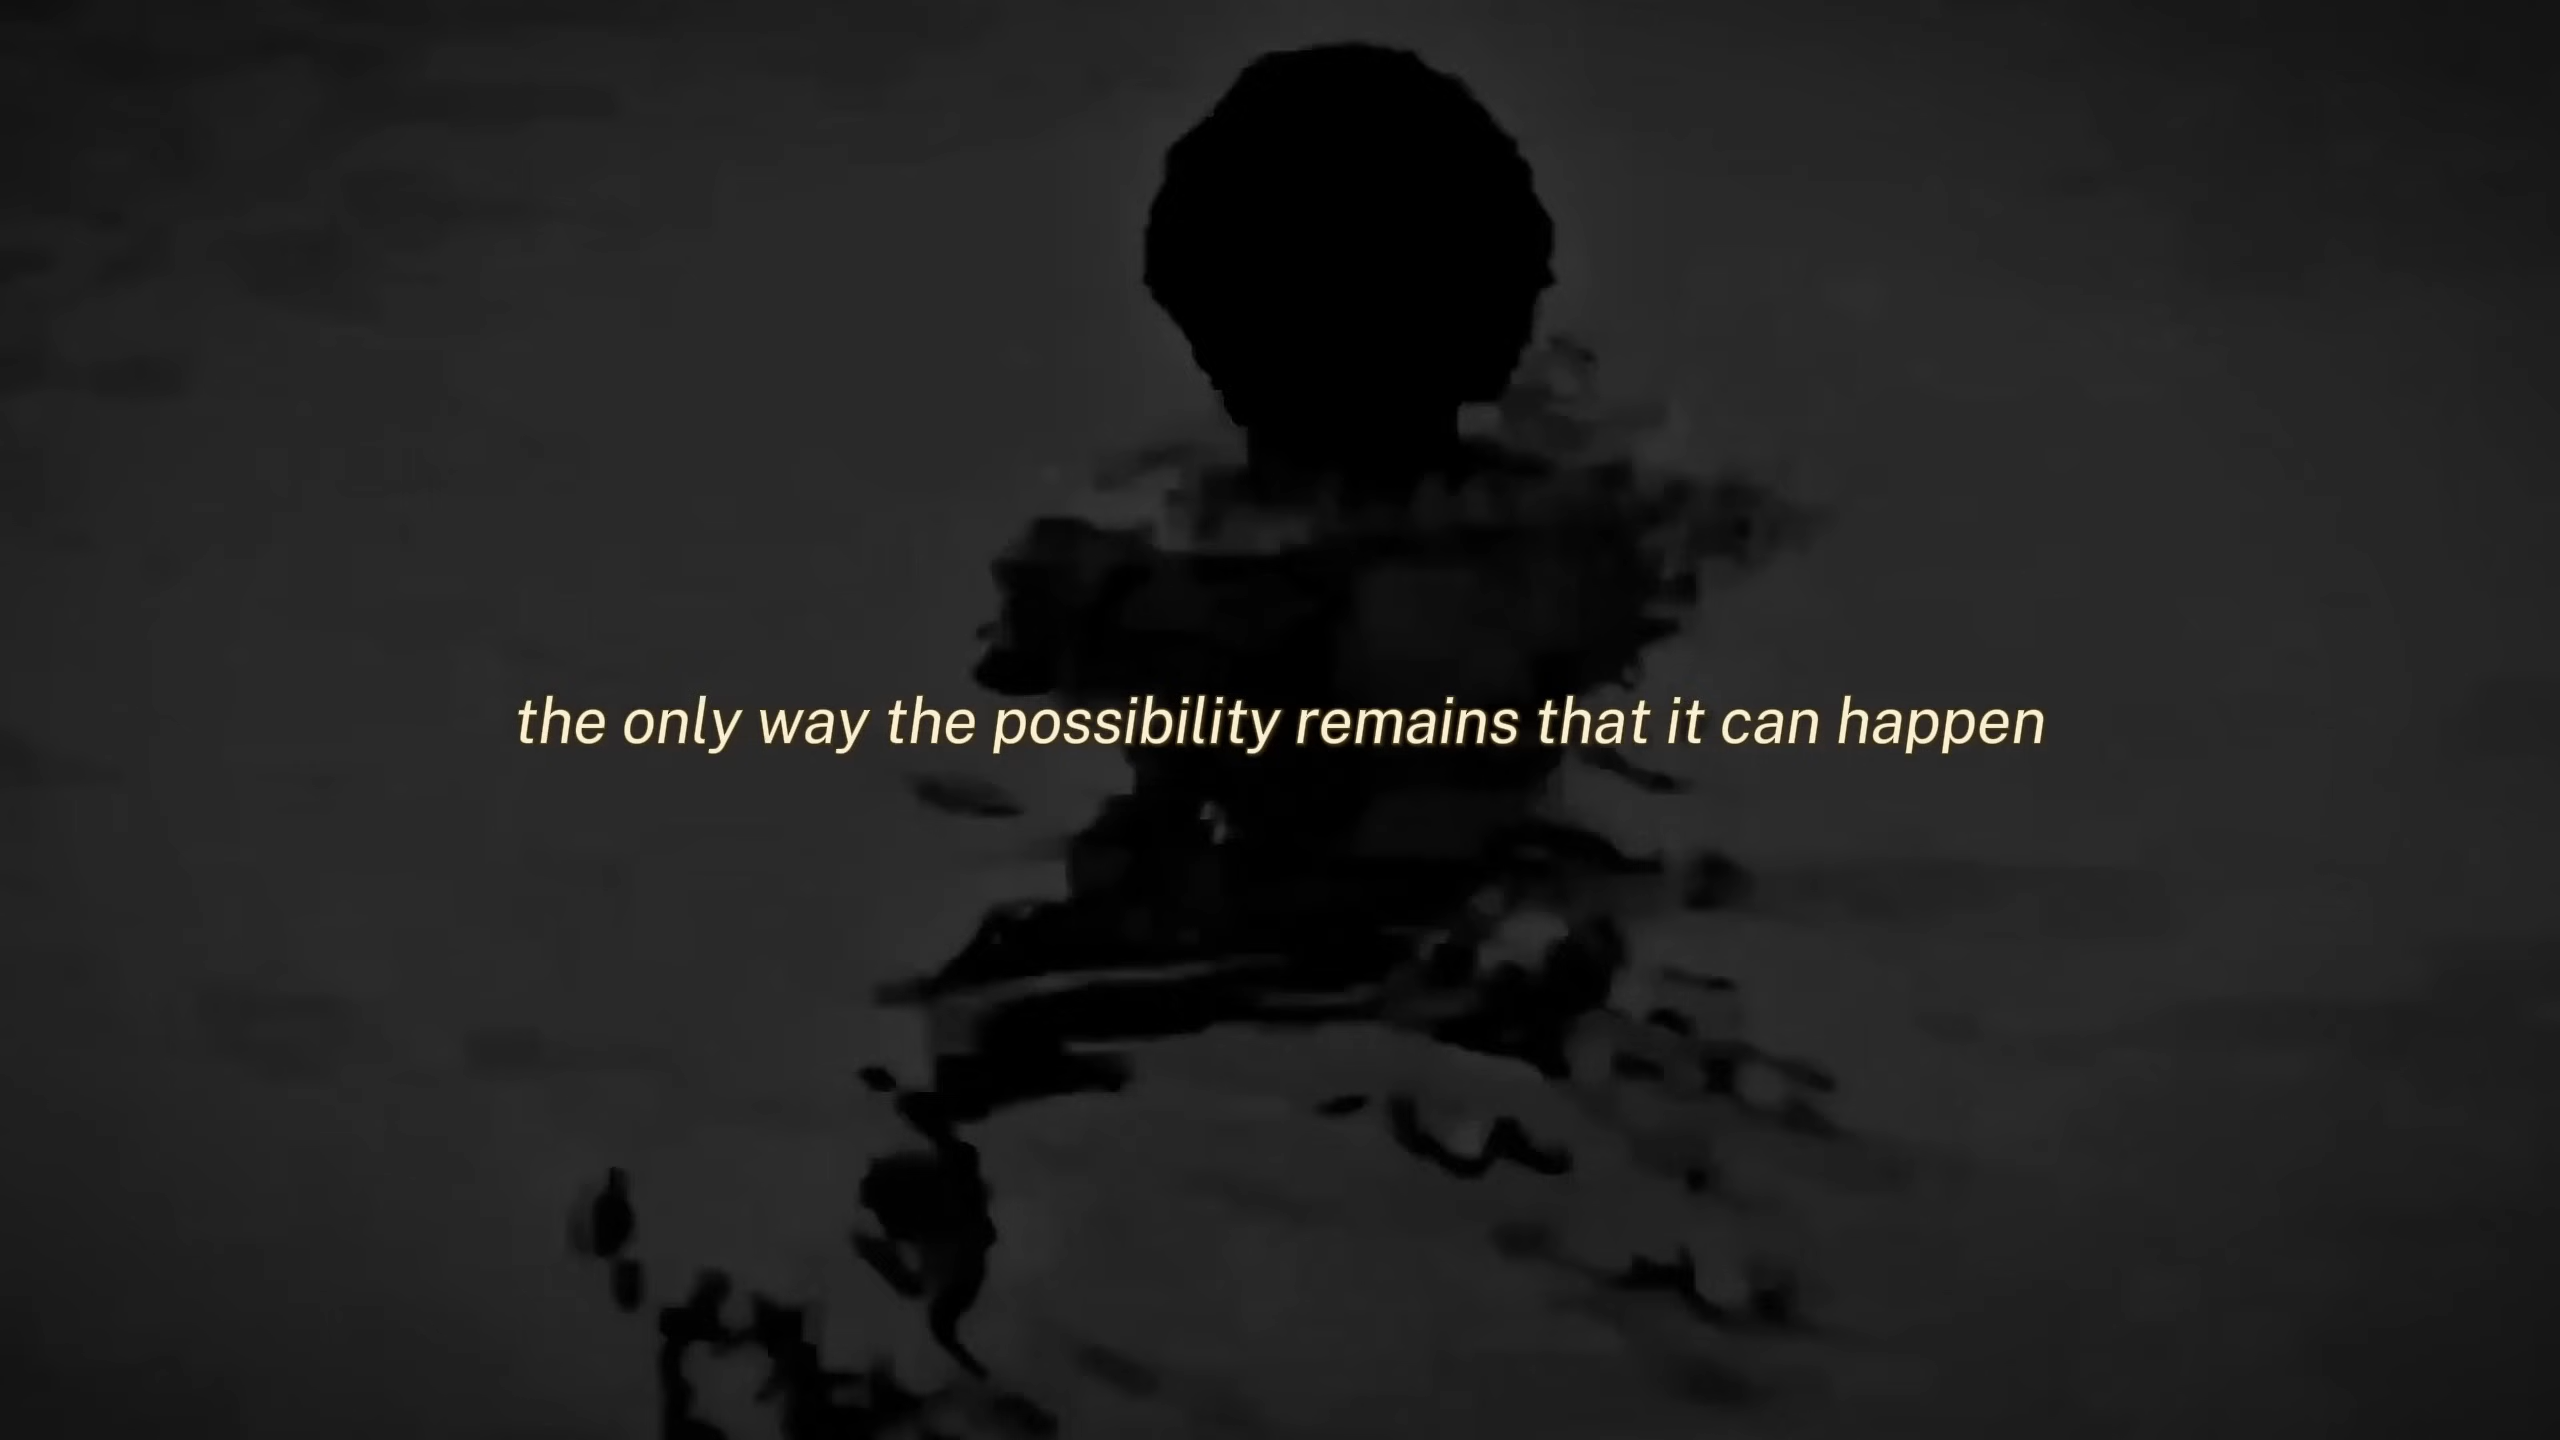 the only way the possibility remains that it can happen